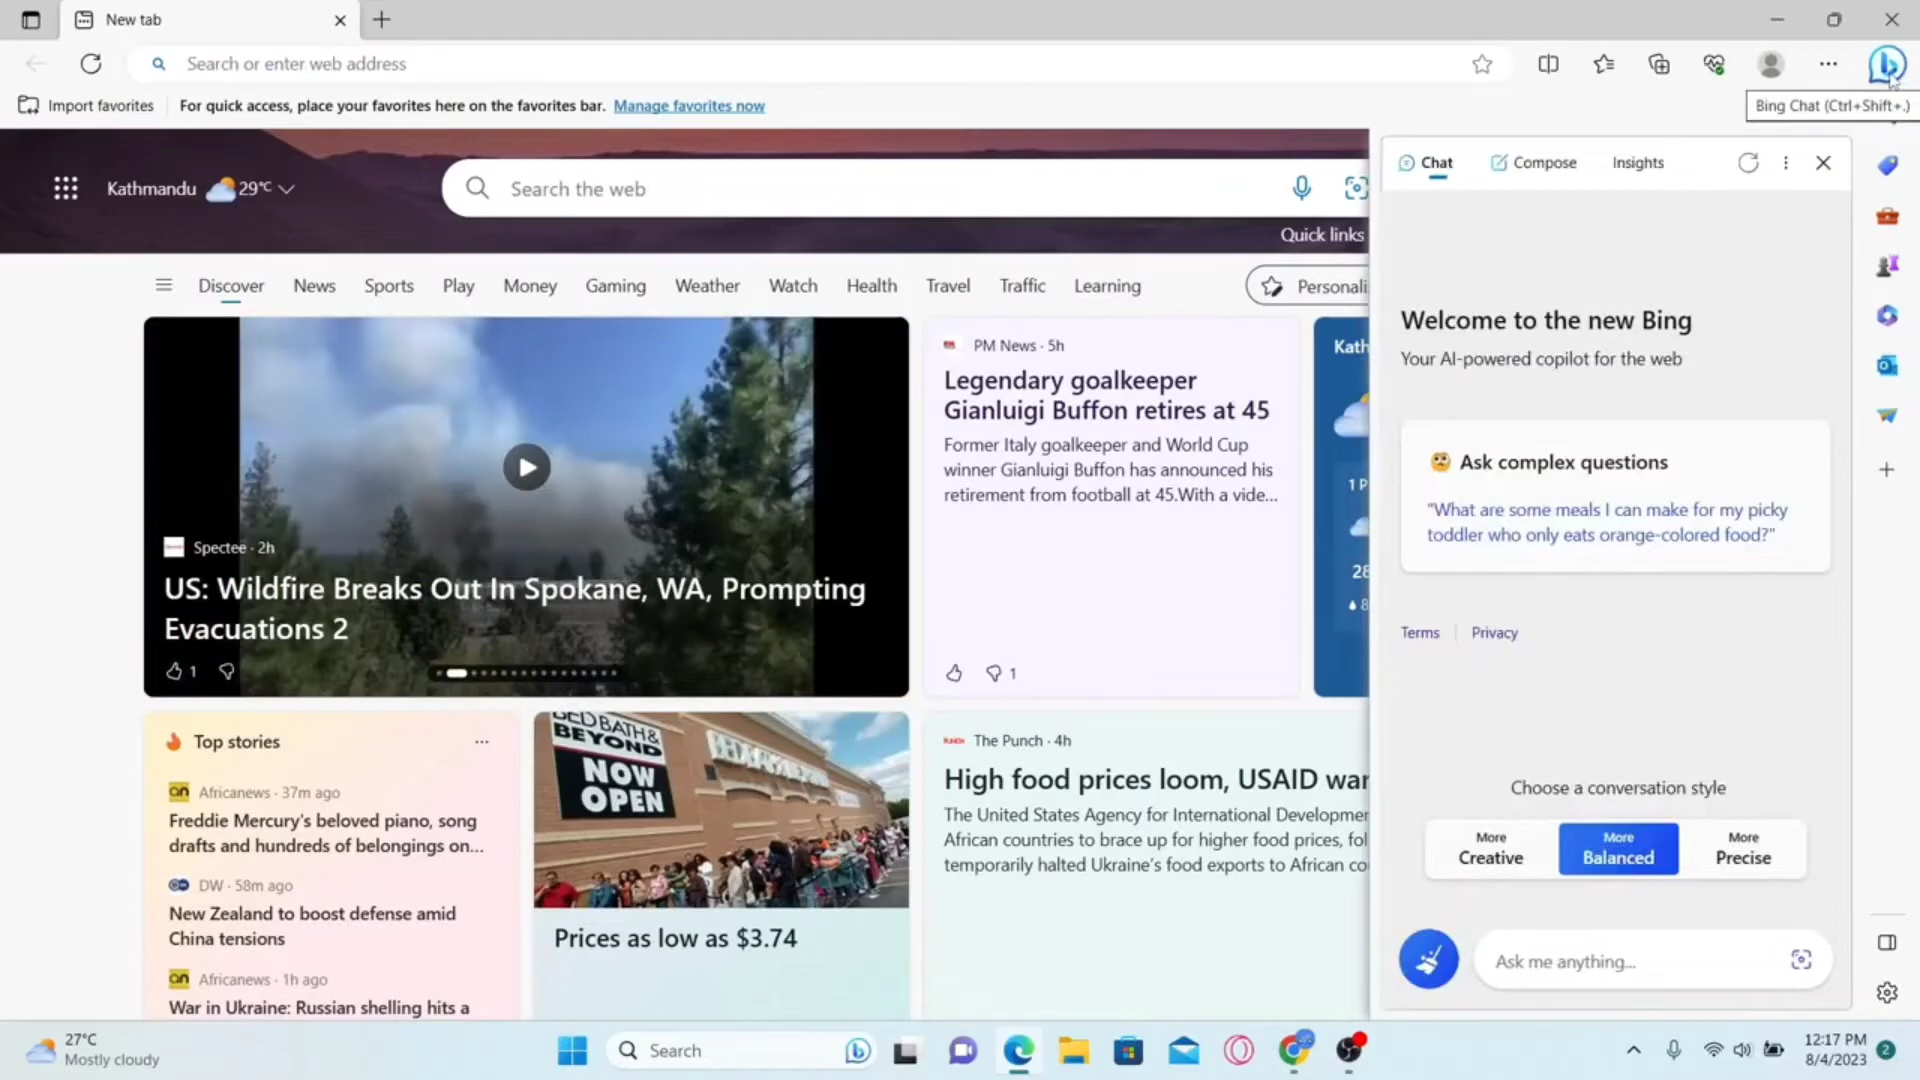 New tab
Search or enter web address
Import favorites
For quick access, place your favorites here on the favorites bar. Manage favorites now
Bing Chat (Ctrl+Shift+.)
Kathmandu 29°C
Search the web
Quick links
Discover News Sports Play Money Gaming Weather Watch Health Travel Traffic Learning
Personali
Spectee · 2h
US: Wildfire Breaks Out In Spokane, WA, Prompting
Evacuations 2
1
PM News · 5h
Legendary goalkeeper
Gianluigi Buffon retires at 45
Former Italy goalkeeper and World Cup
winner Gianluigi Buffon has announced his
retirement from football at 45.With a vide...
1
Kath
1 P
28
8
Top stories
Africanews · 37m ago
Freddie Mercury's beloved piano, song
drafts and hundreds of belongings on...
DW · 58m ago
New Zealand to boost defense amid
China tensions
Africanews · 1h ago
War in Ukraine: Russian shelling hits a
BED BATH &
BEYOND
NOW
OPEN
Prices as low as $3.74
The Punch · 4h
High food prices loom, USAID war
The United States Agency for International Developmen
African countries to brace up for higher food prices, fol
temporarily halted Ukraine's food exports to African co
Chat Compose Insights
Welcome to the new Bing
Your AI-powered copilot for the web
Ask complex questions
"What are some meals I can make for my picky
toddler who only eats orange-colored food?"
Terms Privacy
Choose a conversation style
More
Creative
More
Balanced
More
Precise
Ask me anything...
27°C
Mostly cloudy
Search
12:17 PM
8/4/2023
2